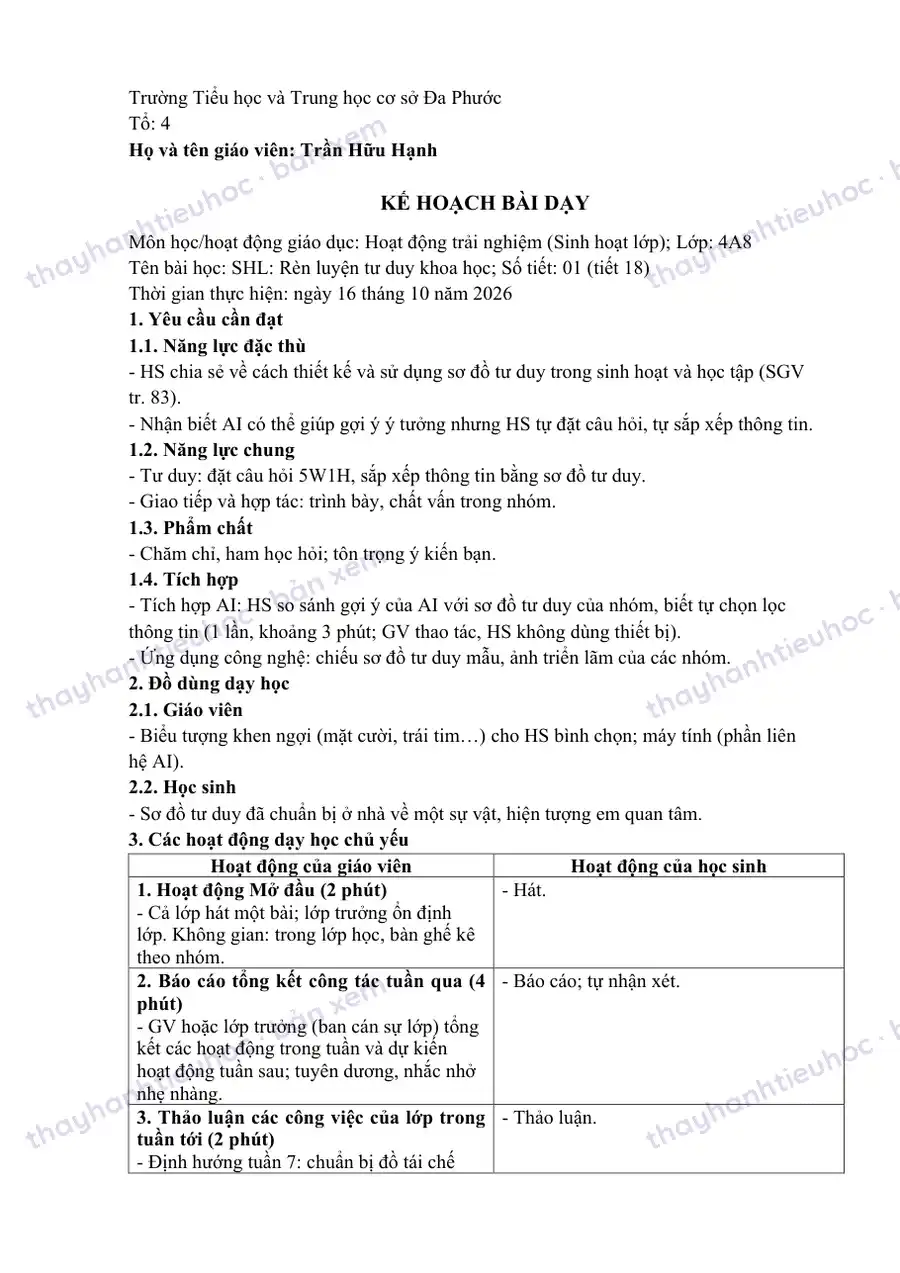 Trường Tiểu học và Trung học cơ sở Đa Phước
Tổ: 4
Họ và tên giáo viên: Trần Hữu Hạnh
KẾ HOẠCH BÀI DẠY
Môn học/hoạt động giáo dục: Hoạt động trải nghiệm (Sinh hoạt lớp); Lớp: 4A8
Tên bài học: SHL: Rèn luyện tư duy khoa học; Số tiết: 01 (tiết 18)
Thời gian thực hiện: ngày 16 tháng 10 năm 2026
1. Yêu cầu cần đạt
1.1. Năng lực đặc thù
- HS chia sẻ về cách thiết kế và sử dụng sơ đồ tư duy trong sinh hoạt và học tập (SGV
tr. 83).
- Nhận biết AI có thể giúp gợi ý ý tưởng nhưng HS tự đặt câu hỏi, tự sắp xếp thông tin.
1.2. Năng lực chung
- Tư duy: đặt câu hỏi 5W1H, sắp xếp thông tin bằng sơ đồ tư duy.
- Giao tiếp và hợp tác: trình bày, chất vấn trong nhóm.
1.3. Phẩm chất
- Chăm chỉ, ham học hỏi; tôn trọng ý kiến bạn.
1.4. Tích hợp
- Tích hợp AI: HS so sánh gợi ý của AI với sơ đồ tư duy của nhóm, biết tự chọn lọc
thông tin (1 lần, khoảng 3 phút; GV thao tác, HS không dùng thiết bị).
- Ứng dụng công nghệ: chiếu sơ đồ tư duy mẫu, ảnh triển lãm của các nhóm.
2. Đồ dùng dạy học
2.1. Giáo viên
- Biểu tượng khen ngợi (mặt cười, trái tim…) cho HS bình chọn; máy tính (phần liên
hệ AI).
2.2. Học sinh
- Sơ đồ tư duy đã chuẩn bị ở nhà về một sự vật, hiện tượng em quan tâm.
3. Các hoạt động dạy học chủ yếu
Hoạt động của giáo viên
Hoạt động của học sinh
1. Hoạt động Mở đầu (2 phút)
- Cả lớp hát một bài; lớp trưởng ổn định
lớp. Không gian: trong lớp học, bàn ghế kê
theo nhóm.
- Hát.
2. Báo cáo tổng kết công tác tuần qua (4
phút)
- GV hoặc lớp trưởng (ban cán sự lớp) tổng
kết các hoạt động trong tuần và dự kiến
hoạt động tuần sau; tuyên dương, nhắc nhở
nhẹ nhàng.
- Báo cáo; tự nhận xét.
3. Thảo luận các công việc của lớp trong
tuần tới (2 phút)
- Định hướng tuần 7: chuẩn bị đồ tái chế
- Thảo luận.
thayhanhtieuhoc · bản xem
thayhanhtieuhoc · b
thayhanhtieuhoc · bản xem
thayhanhtieuhoc · b
thayhanhtieuhoc · bản xem
thayhanhtieuhoc · b